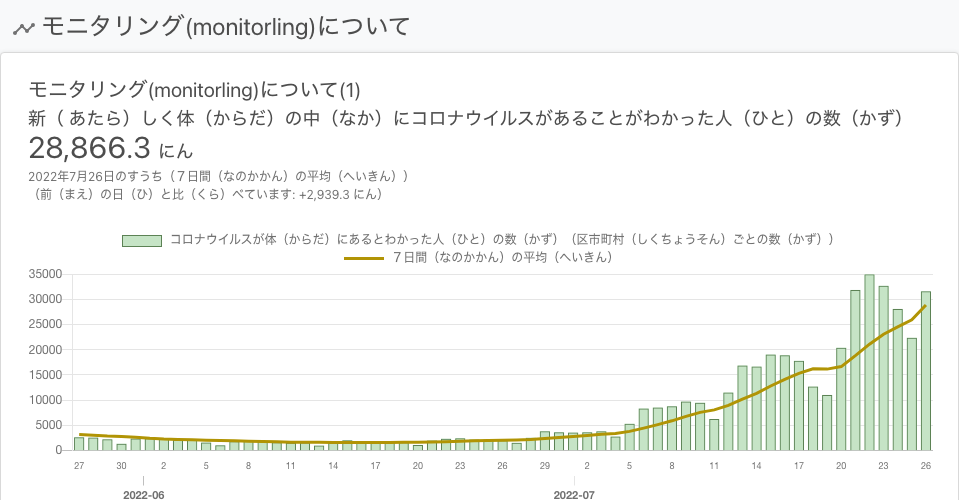 モニタリング(monitorling)について
モニタリング(monitorling)について(1)
新（ あたら）しく体（からだ）の中（なか）にコロナウイルスがあることがわかった人（ひと）の数（かず）
28,866.3 にん
2022年7月26日のすうち（７日間（なのかかん）の平均（へいきん））
（前（まえ）の日（ひ）と比（くら）べています: +2,939.3 にん）
コロナウイルスが体（からだ）にあるとわかった人（ひと）の数（かず）（区市町村（しくちょうそん）ごとの数（かず））
７日間（なのかかん）の平均（へいきん）
35000
30000
25000
20000
15000
10000
5000
0
27 30 2 5 8 11 14 17 20 23 26 29 2 5 8 11 14 17 20 23 26
2022-06 2022-07